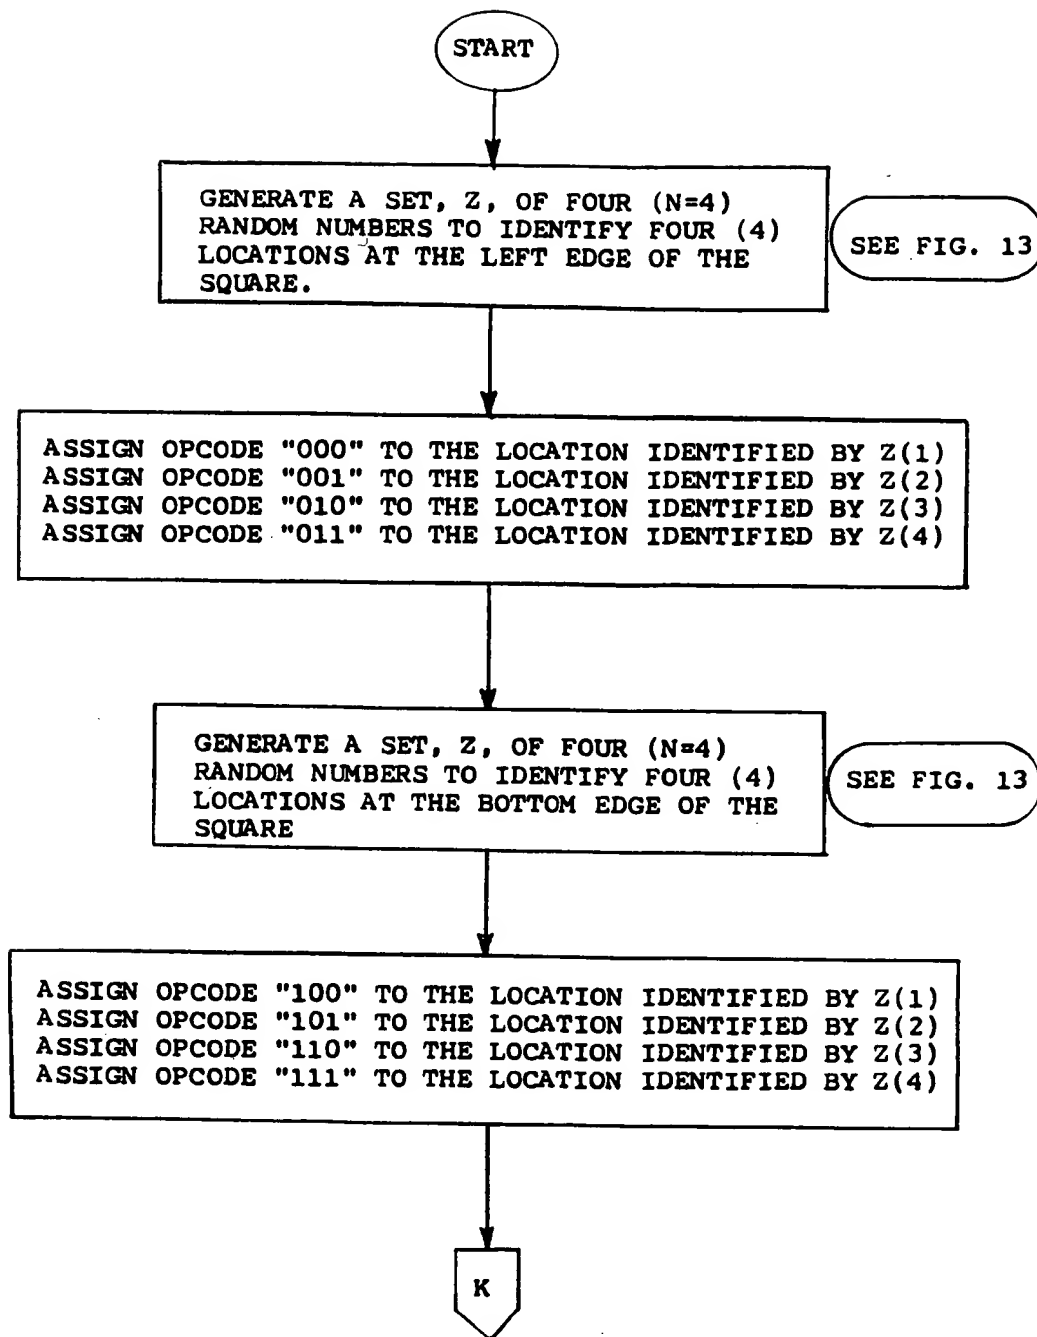 START
GENERATE A SET, Z, OF FOUR (N=4)
RANDOM NUMBERS TO IDENTIFY FOUR (4)
LOCATIONS AT THE LEFT EDGE OF THE
SQUARE.
SEE FIG. 13
ASSIGN OPCODE "000" TO THE LOCATION IDENTIFIED BY Z(1)
ASSIGN OPCODE "001" TO THE LOCATION IDENTIFIED BY Z(2)
ASSIGN OPCODE "010" TO THE LOCATION IDENTIFIED BY Z(3)
ASSIGN OPCODE "011" TO THE LOCATION IDENTIFIED BY Z(4)
GENERATE A SET, Z, OF FOUR (N=4)
RANDOM NUMBERS TO IDENTIFY FOUR (4)
LOCATIONS AT THE BOTTOM EDGE OF THE
SQUARE
SEE FIG. 13
ASSIGN OPCODE "100" TO THE LOCATION IDENTIFIED BY Z(1)
ASSIGN OPCODE "101" TO THE LOCATION IDENTIFIED BY Z(2)
ASSIGN OPCODE "110" TO THE LOCATION IDENTIFIED BY Z(3)
ASSIGN OPCODE "111" TO THE LOCATION IDENTIFIED BY Z(4)
K